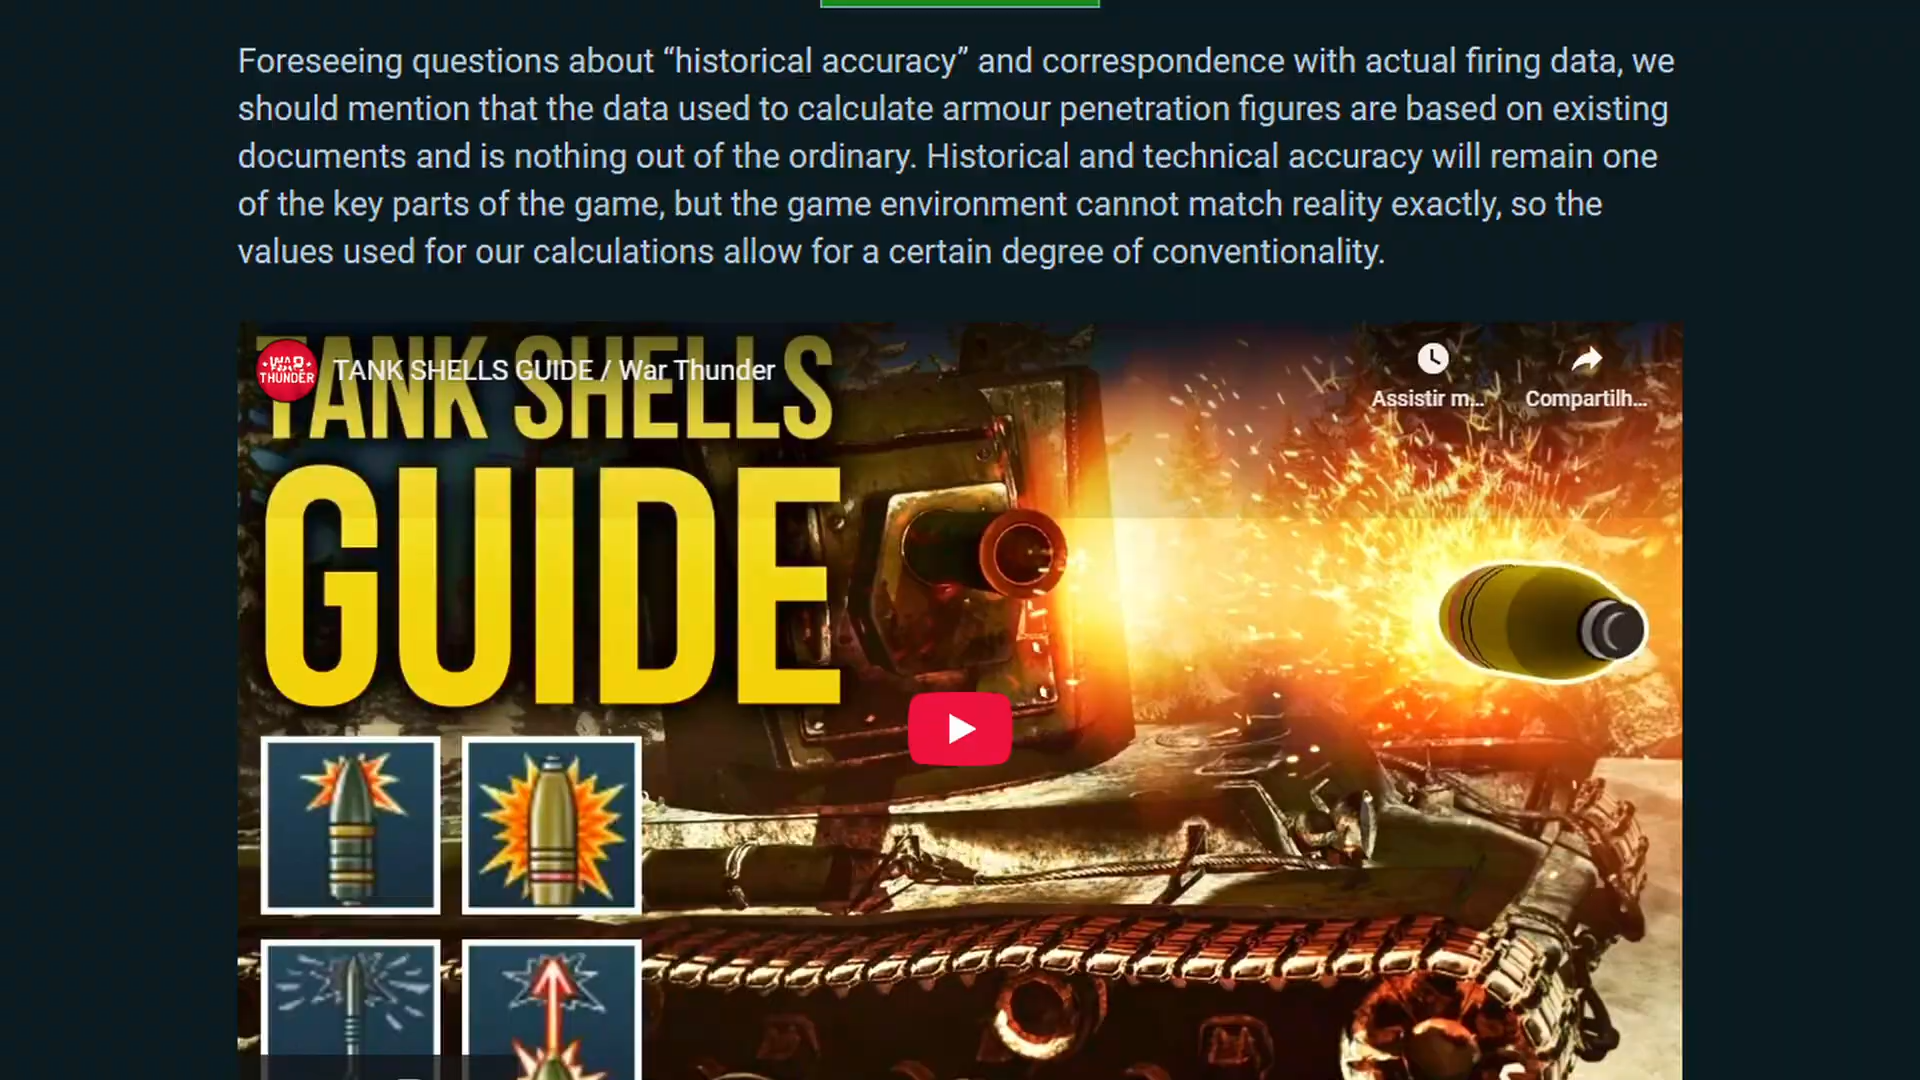 Foreseeing questions about “historical accuracy” and correspondence with actual firing data, we
should mention that the data used to calculate armour penetration figures are based on existing
documents and is nothing out of the ordinary. Historical and technical accuracy will remain one
of the key parts of the game, but the game environment cannot match reality exactly, so the
values used for our calculations allow for a certain degree of conventionality.
TANK SHELLS
WAR
THUNDER
TANK SHELLS GUIDE / War Thunder
Assistir m...
Compartilh...
GUIDE